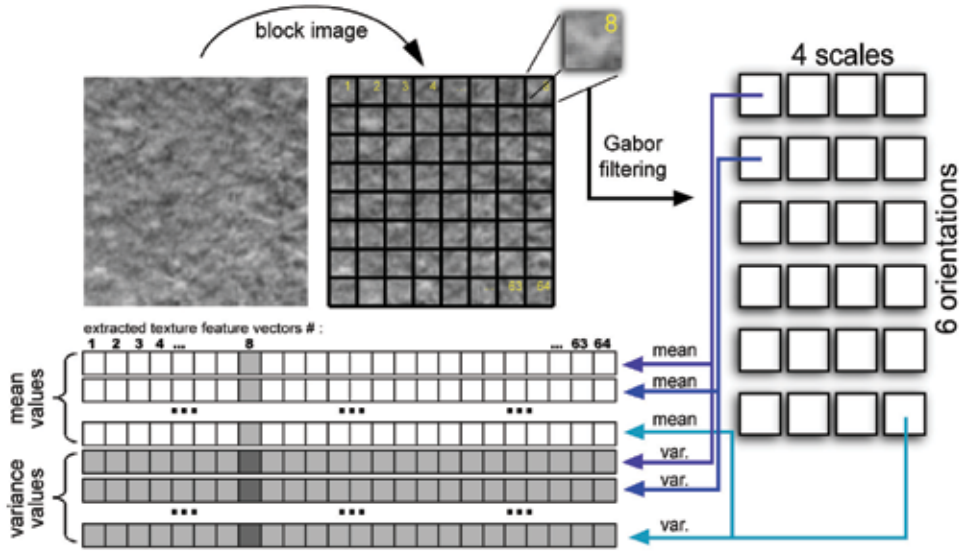 block image
8
4 scales
1 2 3 4 8
Gabor
filtering
6 orientations
63 64
extracted texture feature vectors # :
1 2 3 4 ... 8 ... 63 64
mean
values
variance
values
...
...
...
...
...
...
mean
mean
mean
var.
var.
var.